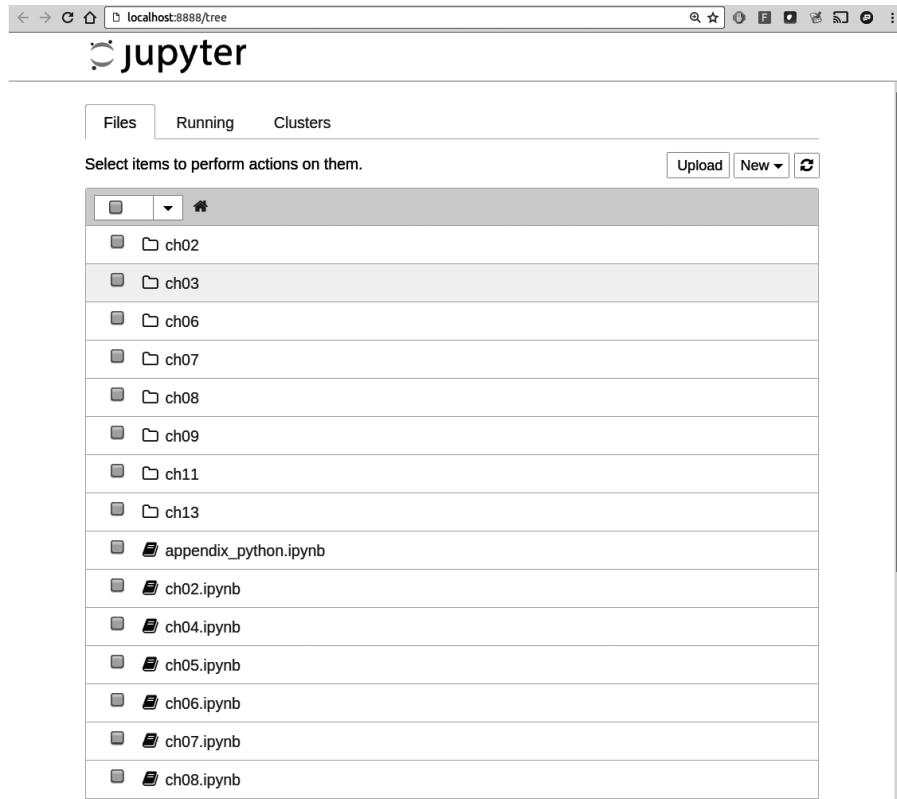 localhost:8888/tree
jupyter
Files Running Clusters
Select items to perform actions on them. Upload New
ch02
ch03
ch06
ch07
ch08
ch09
ch11
ch13
appendix_python.ipynb
ch02.ipynb
ch04.ipynb
ch05.ipynb
ch06.ipynb
ch07.ipynb
ch08.ipynb